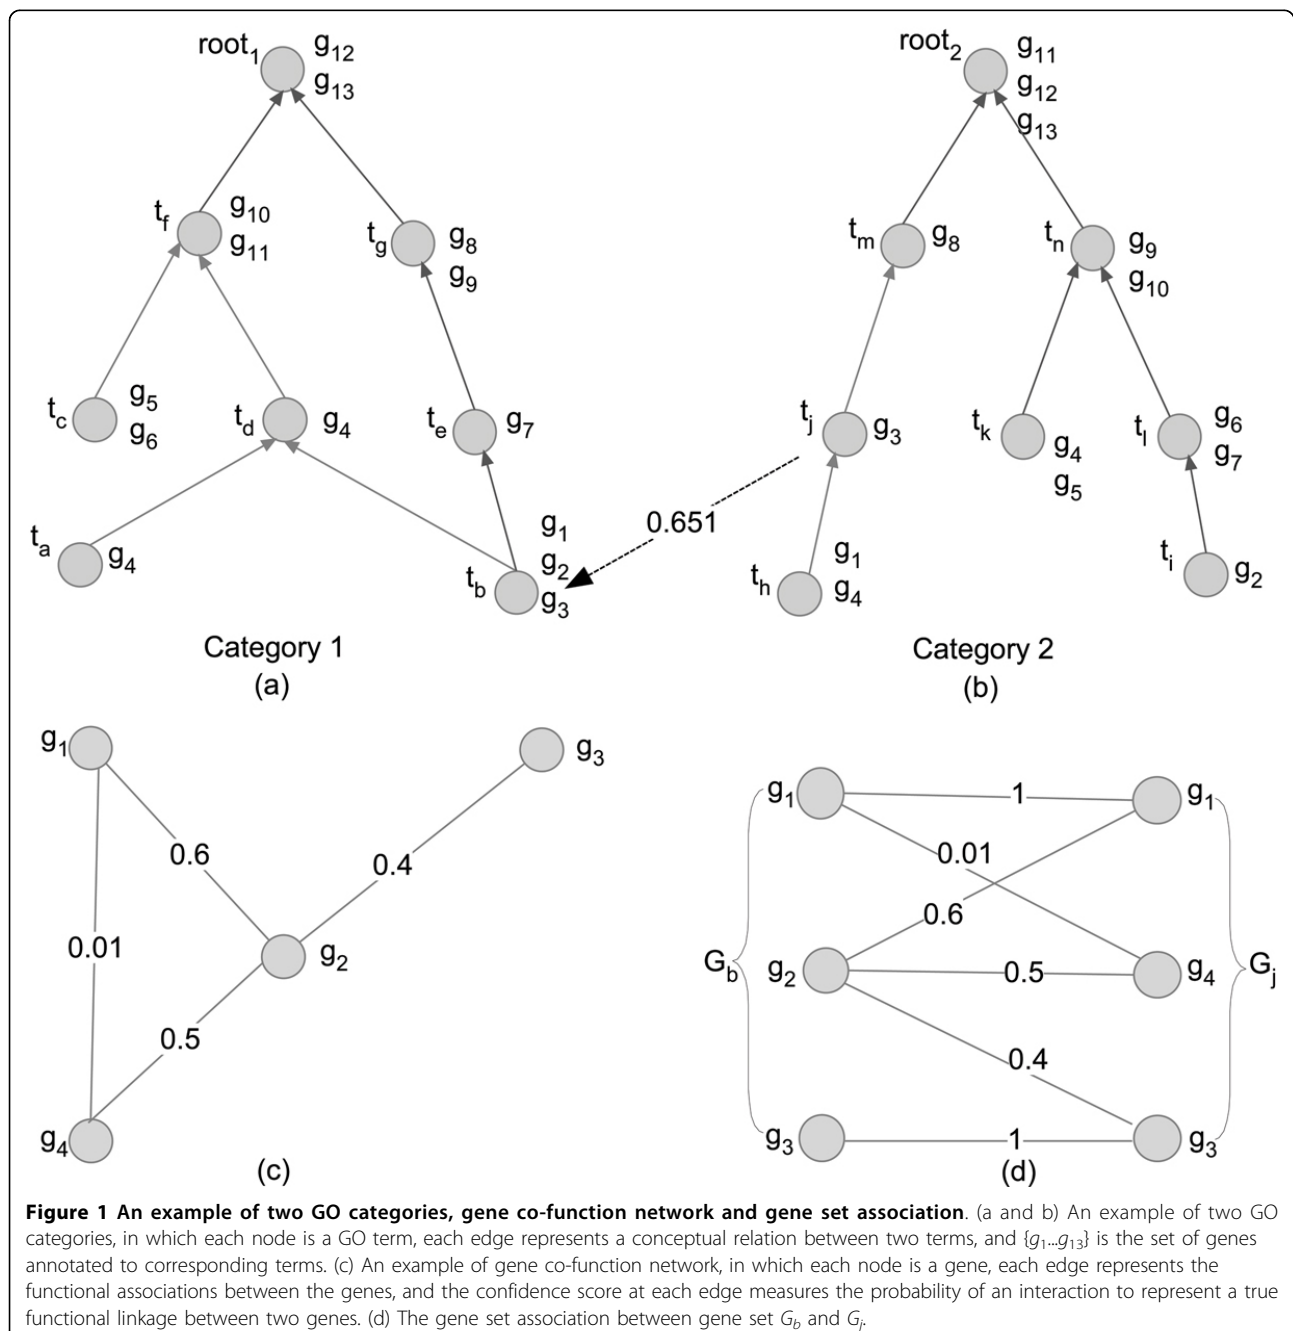 root1 g12
g13
tf g10
g11
tg g8
g9
tc g5
g6
td g4
te g7
ta g4
tb g1
g2
g3
Category 1
(a)
root2 g11
g12
g13
tm g8
tn g9
g10
tj g3
tk g4
g5
tl g6
g7
th g1
g4
ti g2
0.651
Category 2
(b)
g1
g3
0.6
0.4
0.01
g2
0.5
g4
(c)
g1 1 g1
0.01
0.6
Gb g2 0.5 g4 Gj
0.4
g3 1 g3
(d)
Figure 1 An example of two GO categories, gene co-function network and gene set association. (a and b) An example of two GO
categories, in which each node is a GO term, each edge represents a conceptual relation between two terms, and {g1...g13} is the set of genes
annotated to corresponding terms. (c) An example of gene co-function network, in which each node is a gene, each edge represents the
functional associations between the genes, and the confidence score at each edge measures the probability of an interaction to represent a true
functional linkage between two genes. (d) The gene set association between gene set Gb and Gj.